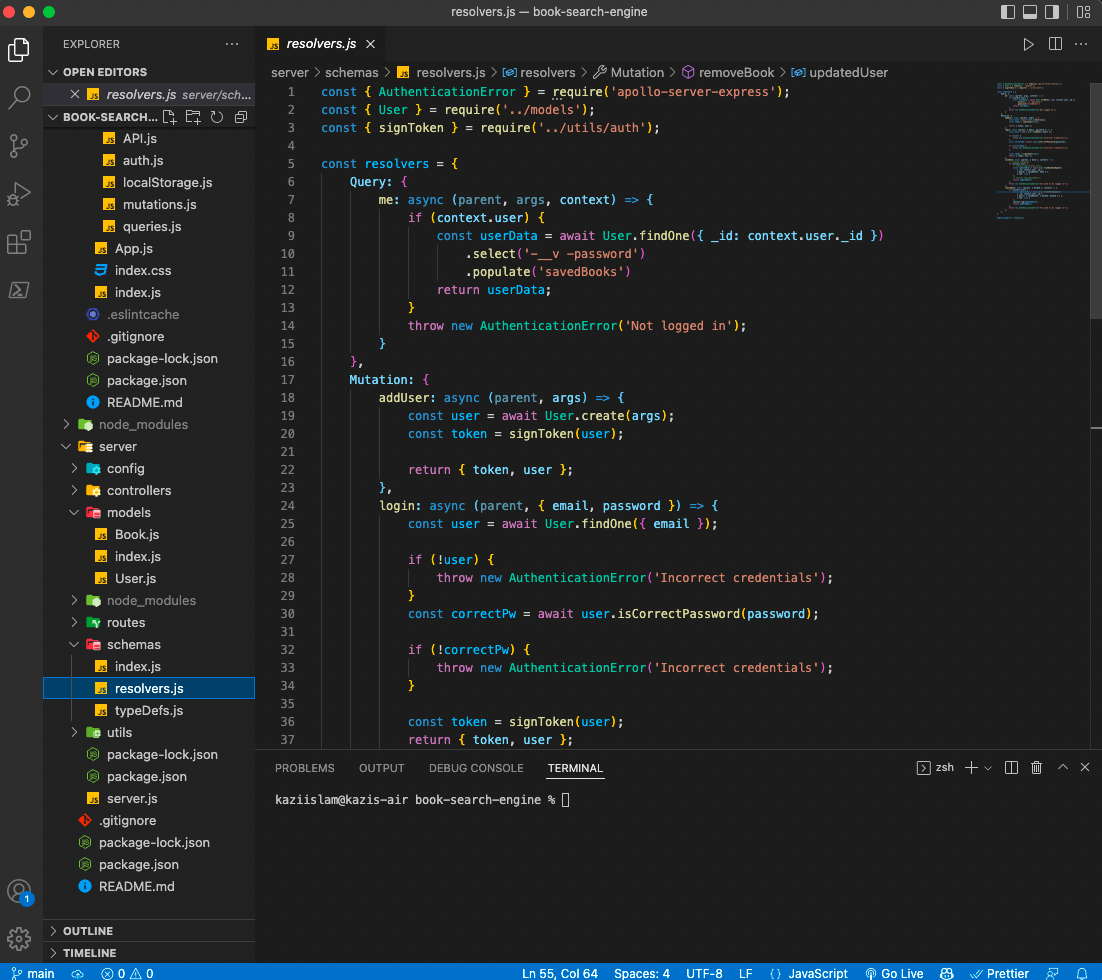 resolvers.js — book-search-engine
EXPLORER
OPEN EDITORS
resolvers.js server/sch...
BOOK-SEARCH...
API.js
auth.js
localStorage.js
mutations.js
queries.js
App.js
index.css
index.js
.eslintcache
.gitignore
package-lock.json
package.json
README.md
node_modules
server
config
controllers
models
Book.js
index.js
User.js
node_modules
routes
schemas
index.js
resolvers.js
typeDefs.js
utils
package-lock.json
package.json
server.js
.gitignore
package-lock.json
package.json
README.md
OUTLINE
TIMELINE
1
resolvers.js
server > schemas > resolvers.js > resolvers > Mutation > removeBook > updatedUser
1 const { AuthenticationError } = require('apollo-server-express');
2 const { User } = require('../models');
3 const { signToken } = require('../utils/auth');
4
5 const resolvers = {
6 Query: {
7 me: async (parent, args, context) => {
8 if (context.user) {
9 const userData = await User.findOne({ _id: context.user._id })
10 .select('-__v -password')
11 .populate('savedBooks')
12 return userData;
13 }
14 throw new AuthenticationError('Not logged in');
15 }
16 },
17 Mutation: {
18 addUser: async (parent, args) => {
19 const user = await User.create(args);
20 const token = signToken(user);
21
22 return { token, user };
23 },
24 login: async (parent, { email, password }) => {
25 const user = await User.findOne({ email });
26
27 if (!user) {
28 throw new AuthenticationError('Incorrect credentials');
29 }
30 const correctPw = await user.isCorrectPassword(password);
31
32 if (!correctPw) {
33 throw new AuthenticationError('Incorrect credentials');
34 }
35
36 const token = signToken(user);
37 return { token, user };
PROBLEMS OUTPUT DEBUG CONSOLE TERMINAL zsh
kaziislam@kazis-air book-search-engine %
main 0 0 Ln 55, Col 64 Spaces: 4 UTF-8 LF {} JavaScript Go Live Prettier